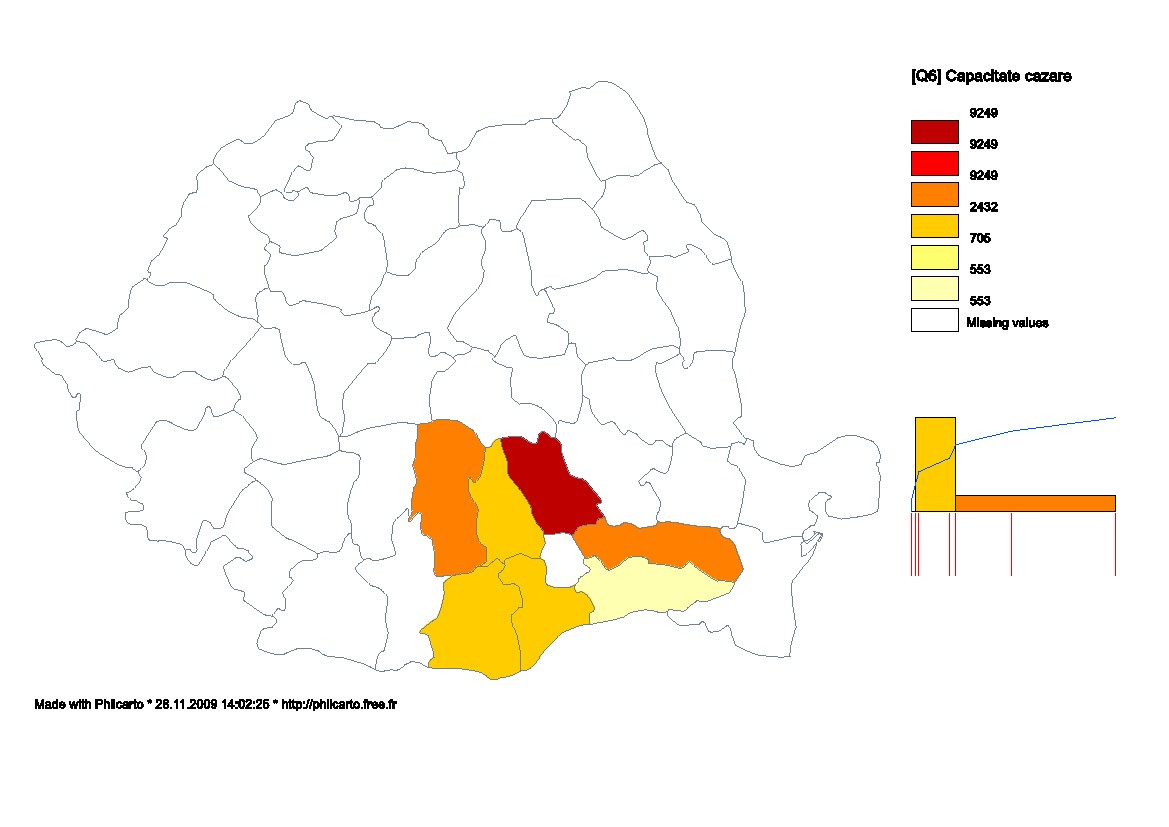 [Q6] Capacitate cazare
9249
9249
9249
2432
705
553
553
Missing values
Made with Philcarto * 26.11.2009 14:02:25 * http://philcarto.free.fr